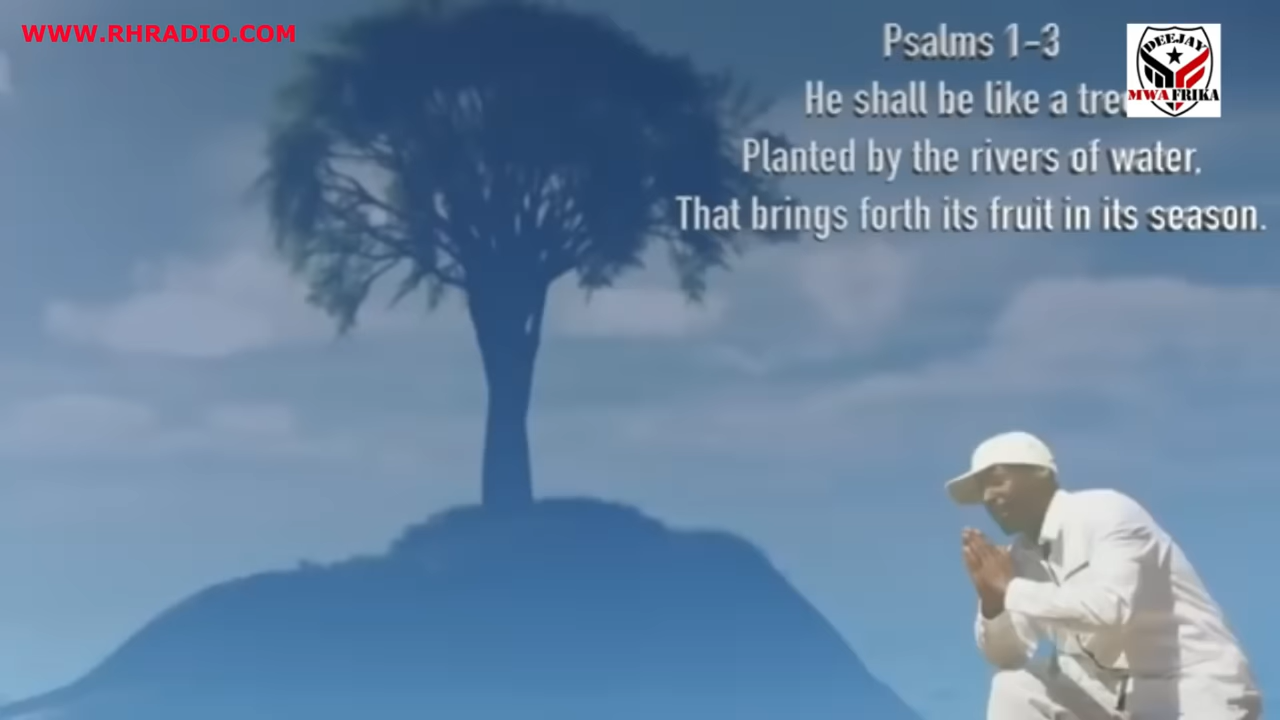 WWW.RHRADIO.COM
Psalms 1-3
He shall be like a tree
Planted by the rivers of water,
That brings forth its fruit in its season.
DEEJAY
MWAFRIKA